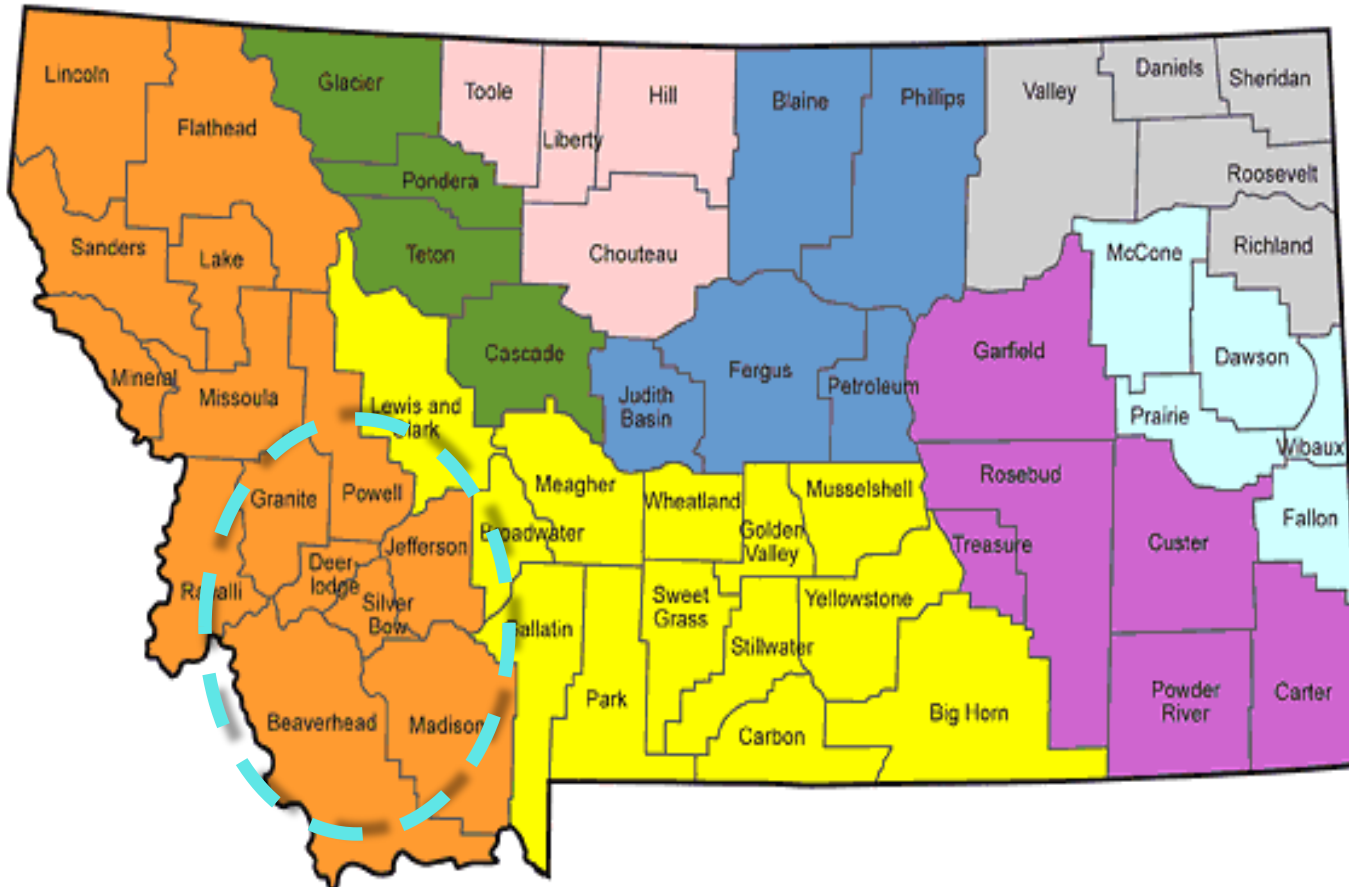 Lincoln
Flathead
Glacier
Toole
Liberty
Hill
Blaine
Phillips
Valley
Daniels
Sheridan
Roosevelt
Pondera
Sanders
Lake
Teton
Chouteau
McCone
Richland
Mineral
Missoula
Lewis and
Clark
Cascade
Judith
Basin
Fergus
Petroleum
Garfield
Dawson
Prairie
Wibaux
Granite
Powell
Meagher
Wheatland
Musselshell
Rosebud
Fallon
Broadwater
Golden
Valley
Jefferson
Deer
lodge
Treasure
Custer
Ravalli
Silver
Bow
Gallatin
Sweet
Grass
Yellowstone
Stillwater
Beaverhead
Madison
Park
Carbon
Big Horn
Powder
River
Carter